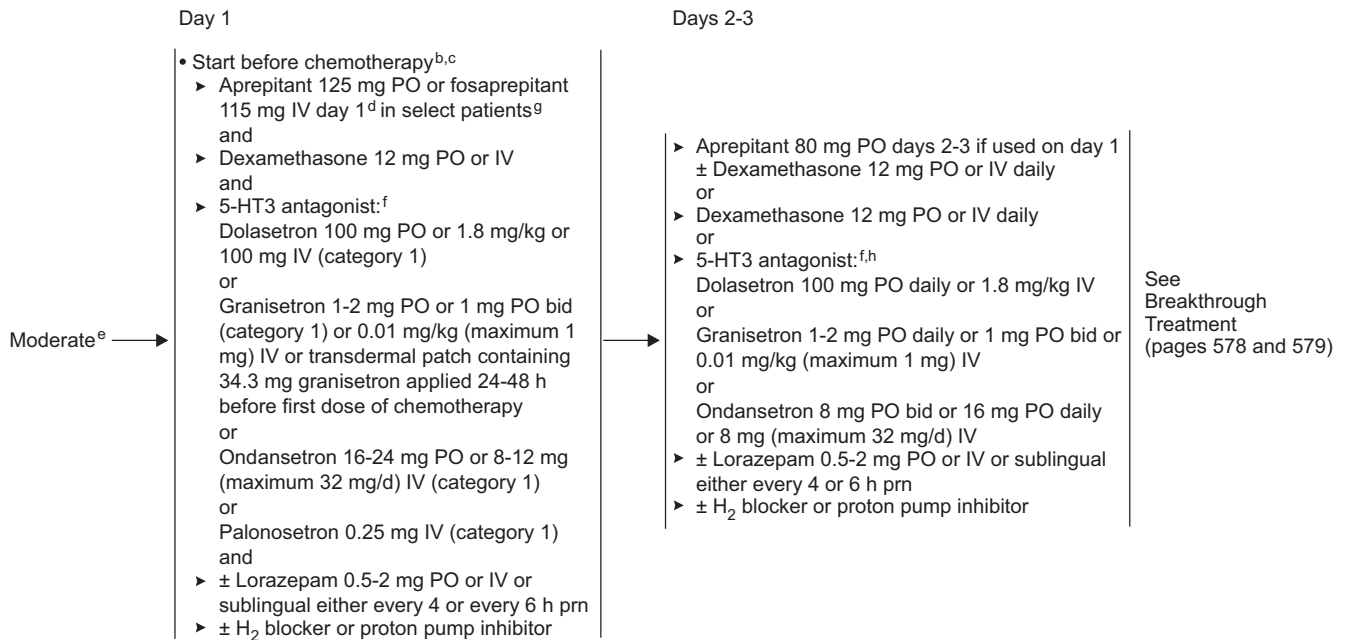 Day 1
Days 2-3
Moderateᵉ
• Start before chemotherapyᵇ,ᶜ
➤ Aprepitant 125 mg PO or fosaprepitant
115 mg IV day 1ᵈ in select patientsᵍ
and
➤ Dexamethasone 12 mg PO or IV
and
➤ 5-HT3 antagonist:ᶠ
Dolasetron 100 mg PO or 1.8 mg/kg or
100 mg IV (category 1)
or
Granisetron 1-2 mg PO or 1 mg PO bid
(category 1) or 0.01 mg/kg (maximum 1
mg) IV or transdermal patch containing
34.3 mg granisetron applied 24-48 h
before first dose of chemotherapy
or
Ondansetron 16-24 mg PO or 8-12 mg
(maximum 32 mg/d) IV (category 1)
or
Palonosetron 0.25 mg IV (category 1)
and
➤ ± Lorazepam 0.5-2 mg PO or IV or
sublingual either every 4 or every 6 h prn
➤ ± H₂ blocker or proton pump inhibitor
➤ Aprepitant 80 mg PO days 2-3 if used on day 1
± Dexamethasone 12 mg PO or IV daily
or
➤ Dexamethasone 12 mg PO or IV daily
or
➤ 5-HT3 antagonist:ᶠ,ʰ
Dolasetron 100 mg PO daily or 1.8 mg/kg IV
or
Granisetron 1-2 mg PO daily or 1 mg PO bid or
0.01 mg/kg (maximum 1 mg) IV
or
Ondansetron 8 mg PO bid or 16 mg PO daily
or 8 mg (maximum 32 mg/d) IV
➤ ± Lorazepam 0.5-2 mg PO or IV or sublingual
either every 4 or 6 h prn
➤ ± H₂ blocker or proton pump inhibitor
See
Breakthrough
Treatment
(pages 578 and 579)